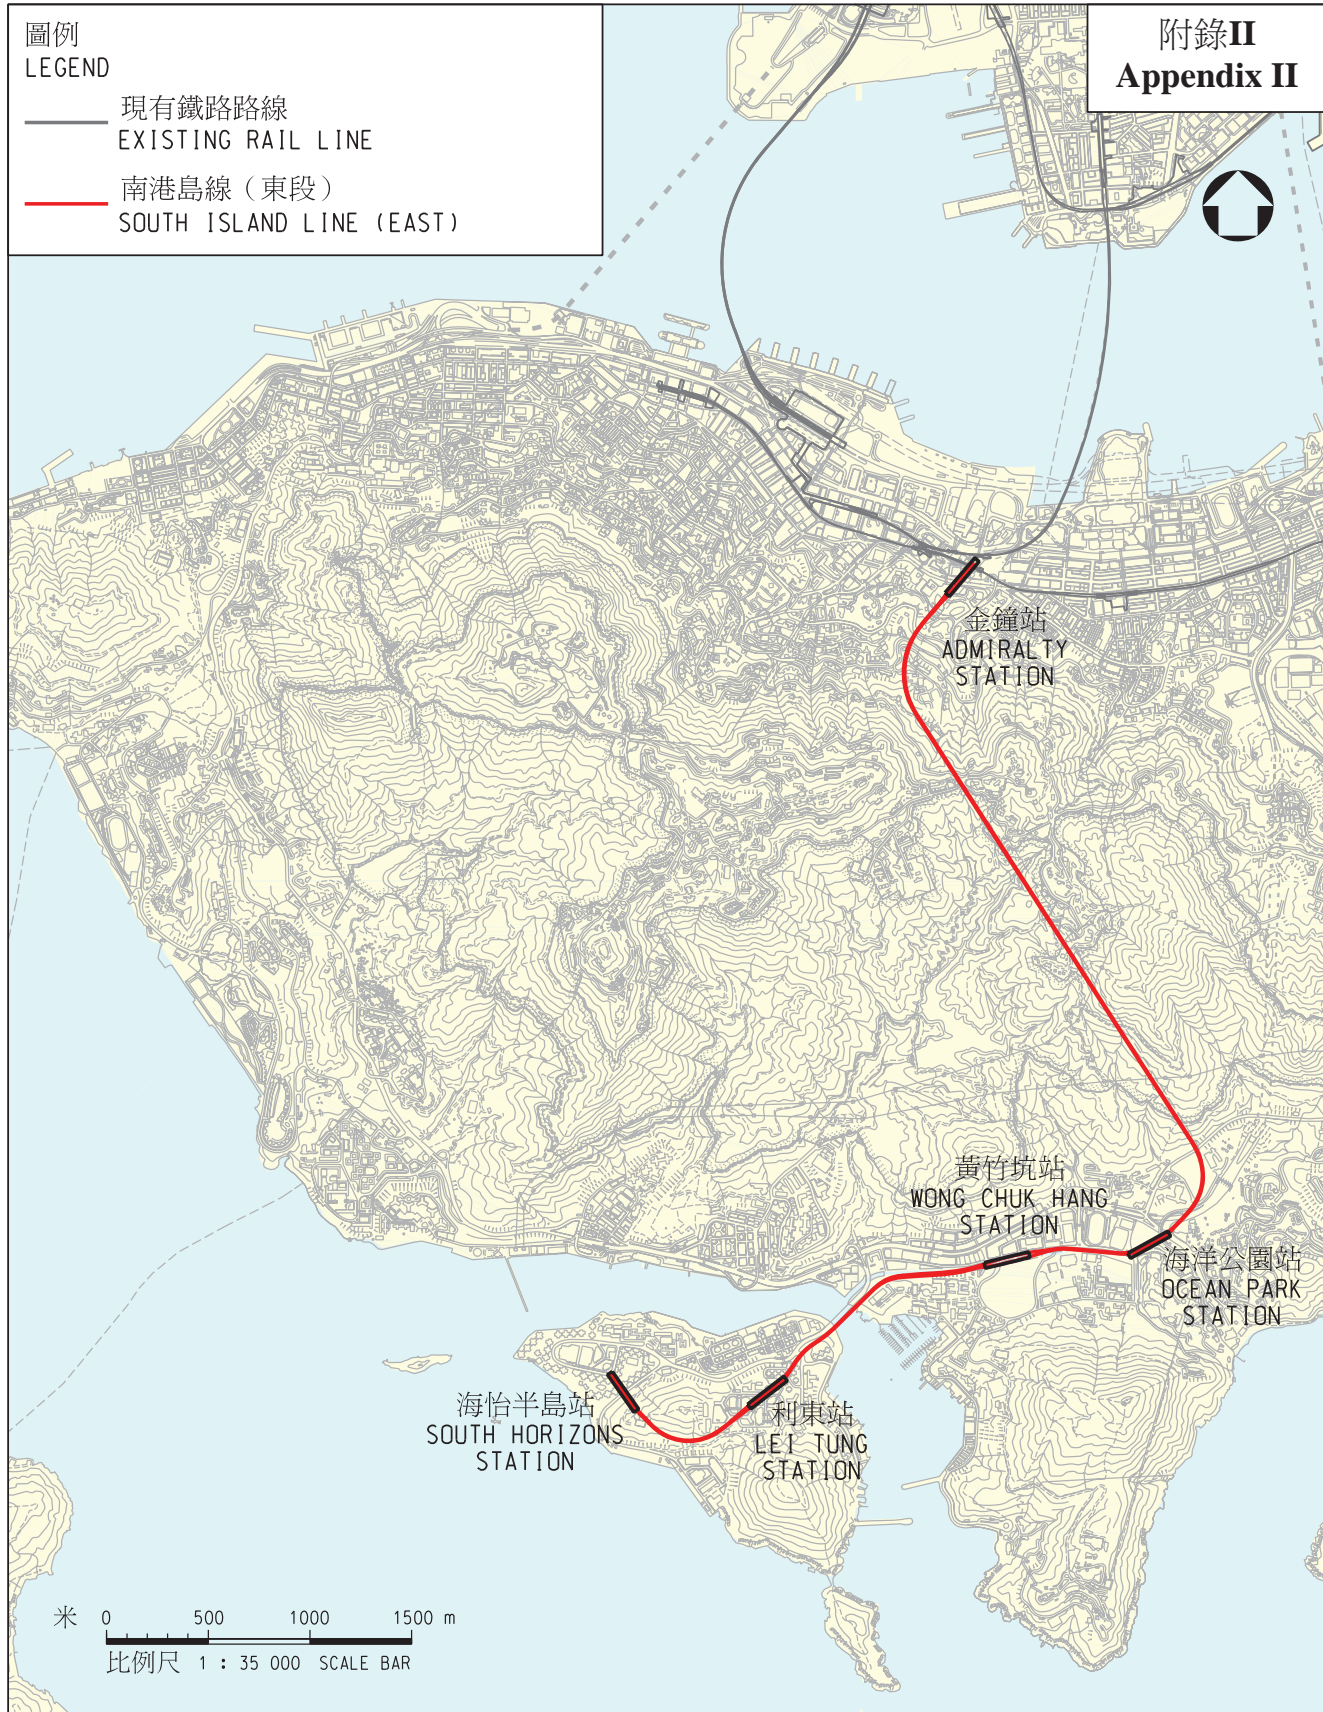 圖例
LEGEND
現有鐵路路線
EXISTING RAIL LINE
南港島線（東段）
SOUTH ISLAND LINE (EAST)
附錄II
Appendix II
金鐘站
ADMIRALTY
STATION
黃竹坑站
WONG CHUK HANG
STATION
海洋公園站
OCEAN PARK
STATION
海怡半島站
SOUTH HORIZONS
STATION
利東站
LEI TUNG
STATION
米 0 500 1000 1500 m
比例尺 1 : 35 000 SCALE BAR